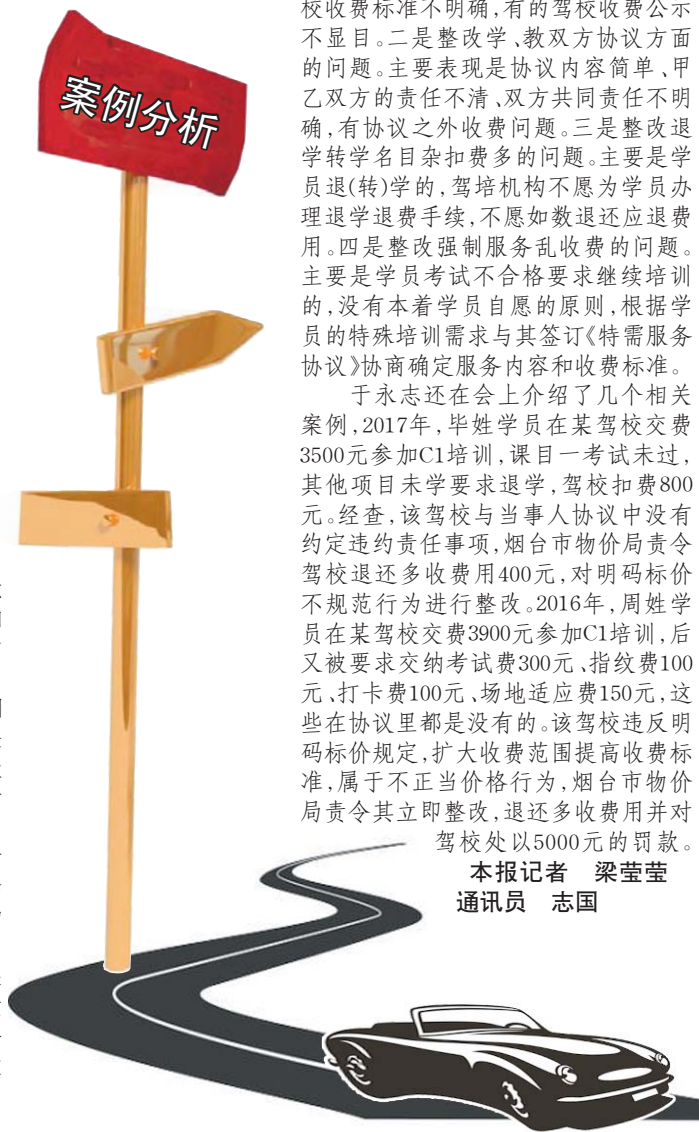 案例分析
校收费标准不明确,有的驾校收费公示
不显目。二是整改学、教双方协议方面
的问题。主要表现是协议内容简单、甲
乙双方的责任不清、双方共同责任不明
确,有协议之外收费问题。三是整改退
学转学名目杂扣费多的问题。主要是学
员退(转)学的,驾培机构不愿为学员办
理退学退费手续,不愿如数退还应退费
用。四是整改强制服务乱收费的问题。
主要是学员考试不合格要求继续培训
的,没有本着学员自愿的原则,根据学
员的特殊培训需求与其签订《特需服务
协议》协商确定服务内容和收费标准。
于永志还在会上介绍了几个相关
案例,2017年,毕姓学员在某驾校交费
3500元参加C1培训,课目一考试未过,
其他项目未学要求退学,驾校扣费800
元。经查,该驾校与当事人协议中没有
约定违约责任事项,烟台市物价局责令
驾校退还多收费用400元,对明码标价
不规范行为进行整改。2016年,周姓学
员在某驾校交费3900元参加C1培训,后
又被要求交纳考试费300元、指纹费100
元、打卡费100元、场地适应费150元,这
些在协议里都是没有的。该驾校违反明
码标价规定,扩大收费范围提高收费标
准,属于不正当价格行为,烟台市物价
局责令其立即整改,退还多收费用并对
驾校处以5000元的罚款。
本报记者 梁莹莹
通讯员 志国